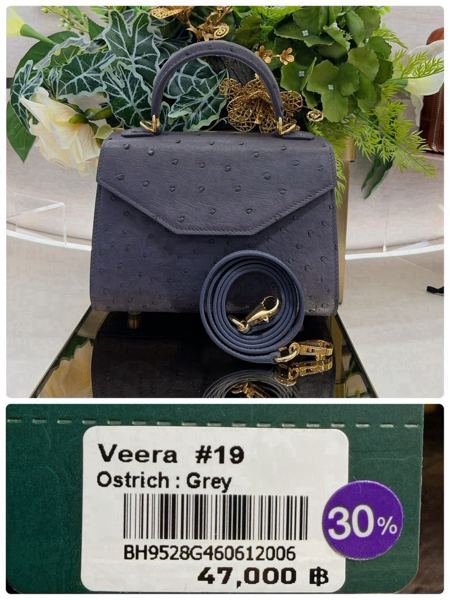 Veera #19
Ostrich : Grey
30%
BH9528G460612006
47,000 ฿